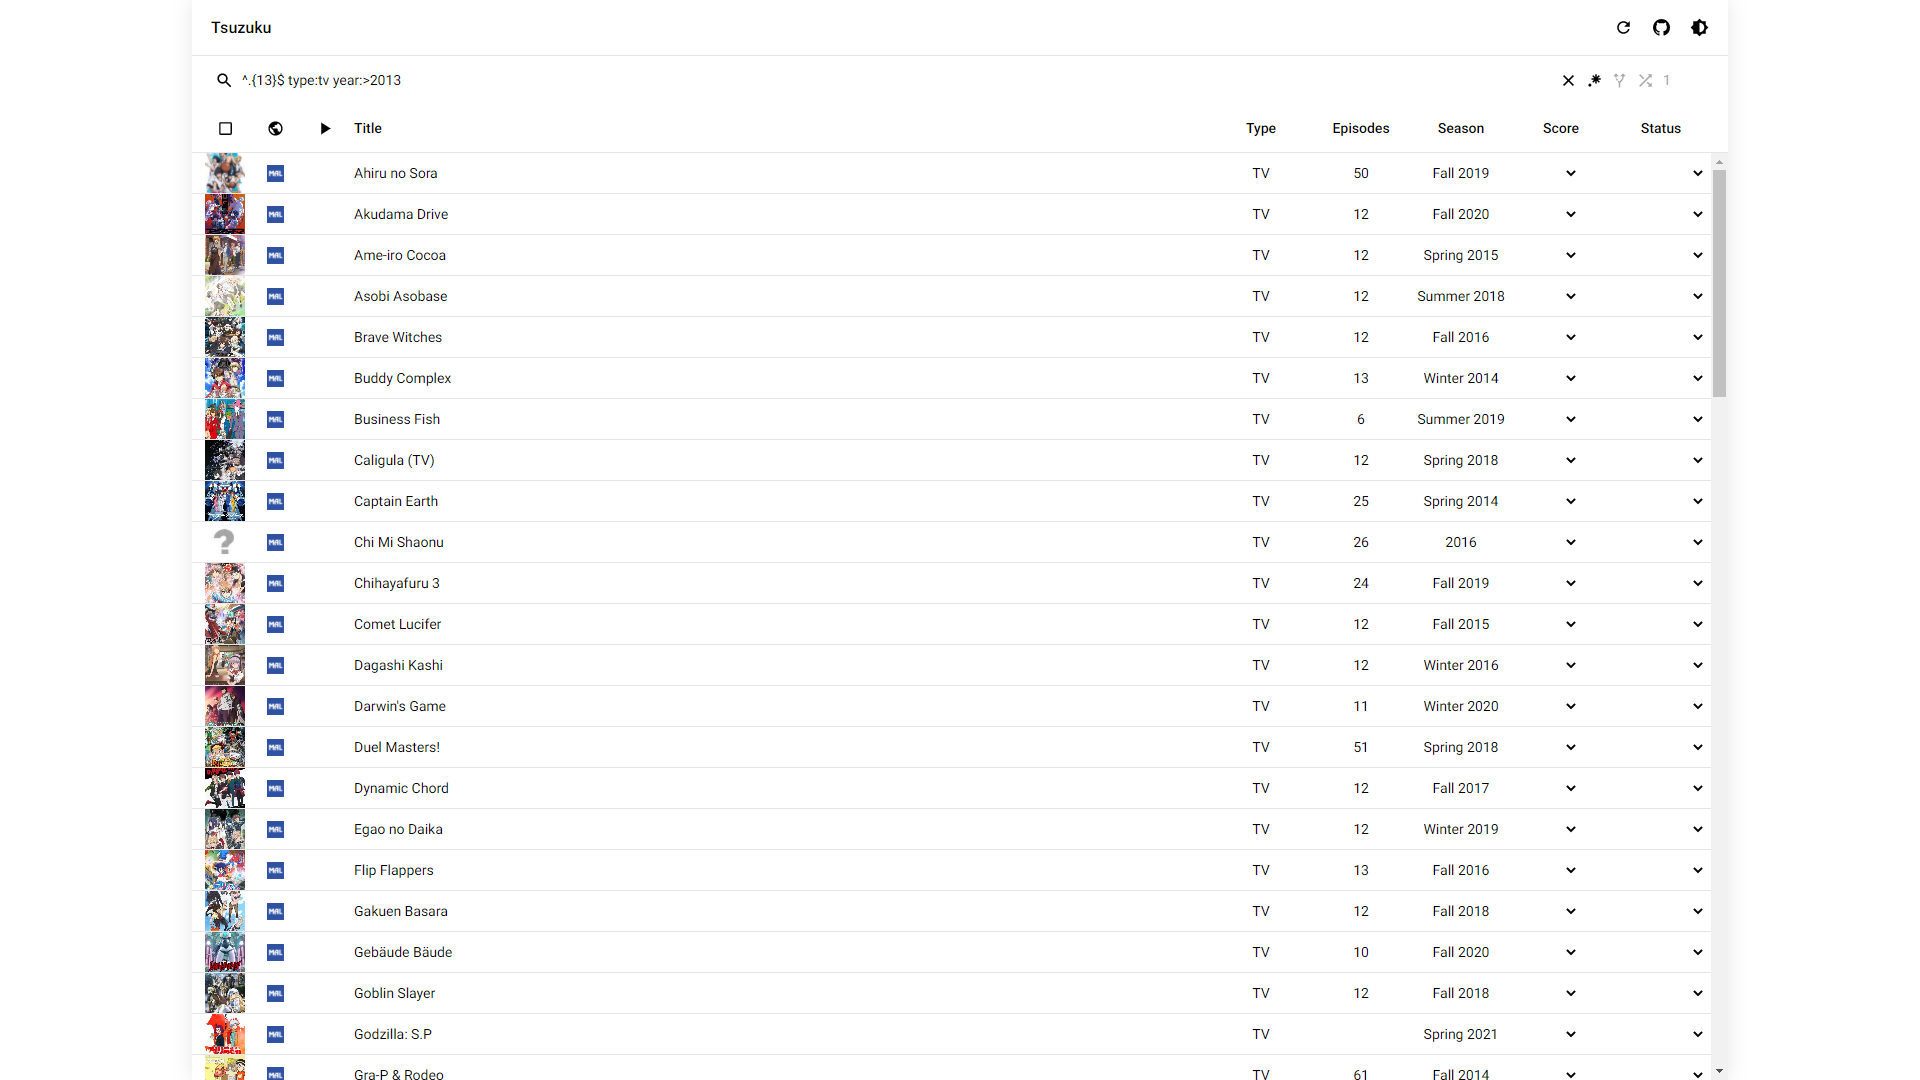 Tsuzuku
^.{13}$ type:tv year:>2013 1
Title Type Episodes Season Score Status
MAL Ahiru no Sora TV 50 Fall 2019
MAL Akudama Drive TV 12 Fall 2020
MAL Ame-iro Cocoa TV 12 Spring 2015
MAL Asobi Asobase TV 12 Summer 2018
MAL Brave Witches TV 12 Fall 2016
MAL Buddy Complex TV 13 Winter 2014
MAL Business Fish TV 6 Summer 2019
MAL Caligula (TV) TV 12 Spring 2018
MAL Captain Earth TV 25 Spring 2014
? MAL Chi Mi Shaonu TV 26 2016
MAL Chihayafuru 3 TV 24 Fall 2019
MAL Comet Lucifer TV 12 Fall 2015
MAL Dagashi Kashi TV 12 Winter 2016
MAL Darwin's Game TV 11 Winter 2020
MAL Duel Masters! TV 51 Spring 2018
MAL Dynamic Chord TV 12 Fall 2017
MAL Egao no Daika TV 12 Winter 2019
MAL Flip Flappers TV 13 Fall 2016
MAL Gakuen Basara TV 12 Fall 2018
MAL Gebäude Bäude TV 10 Fall 2020
MAL Goblin Slayer TV 12 Fall 2018
MAL Godzilla: S.P TV Spring 2021
MAL Gra-P & Rodeo TV 61 Fall 2014